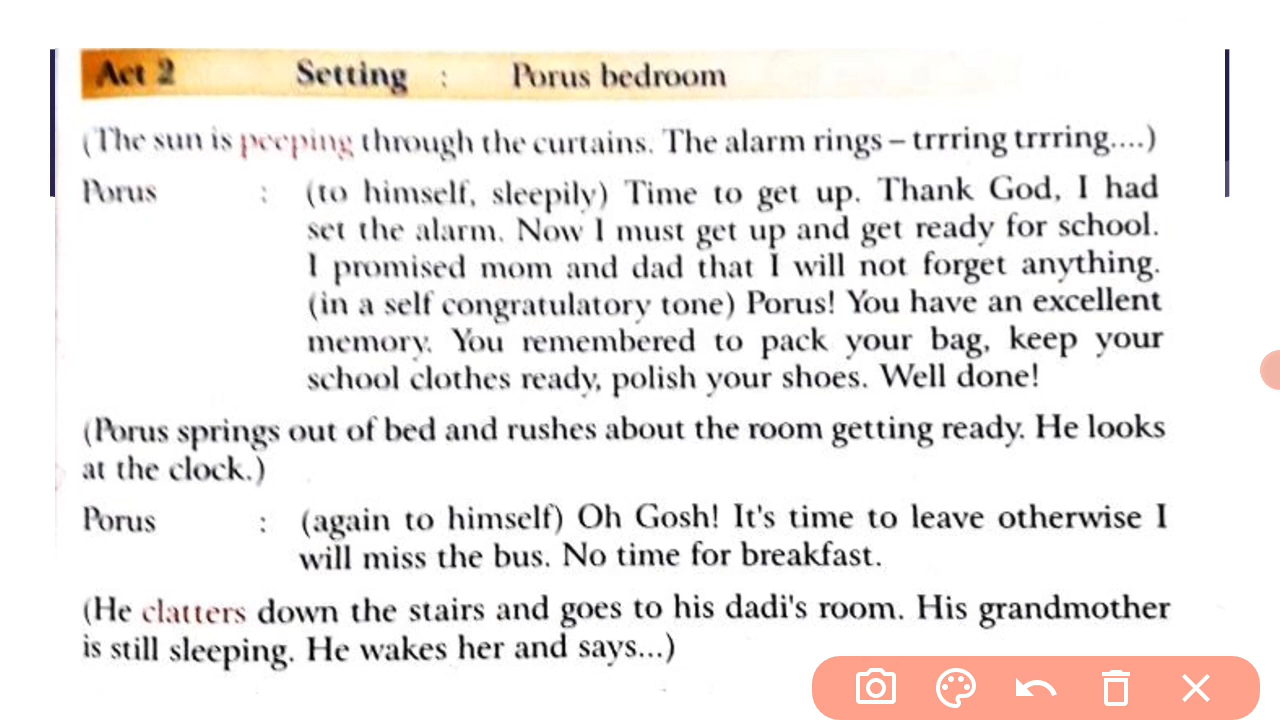 Act 2 Setting : Porus bedroom
(The sun is peeping through the curtains. The alarm rings – trrring trrring....)
Porus : (to himself, sleepily) Time to get up. Thank God, I had
set the alarm. Now I must get up and get ready for school.
I promised mom and dad that I will not forget anything.
(in a self congratulatory tone) Porus! You have an excellent
memory. You remembered to pack your bag, keep your
school clothes ready, polish your shoes. Well done!
(Porus springs out of bed and rushes about the room getting ready. He looks
at the clock.)
Porus : (again to himself) Oh Gosh! It's time to leave otherwise I
will miss the bus. No time for breakfast.
(He clatters down the stairs and goes to his dadi's room. His grandmother
is still sleeping. He wakes her and says...)